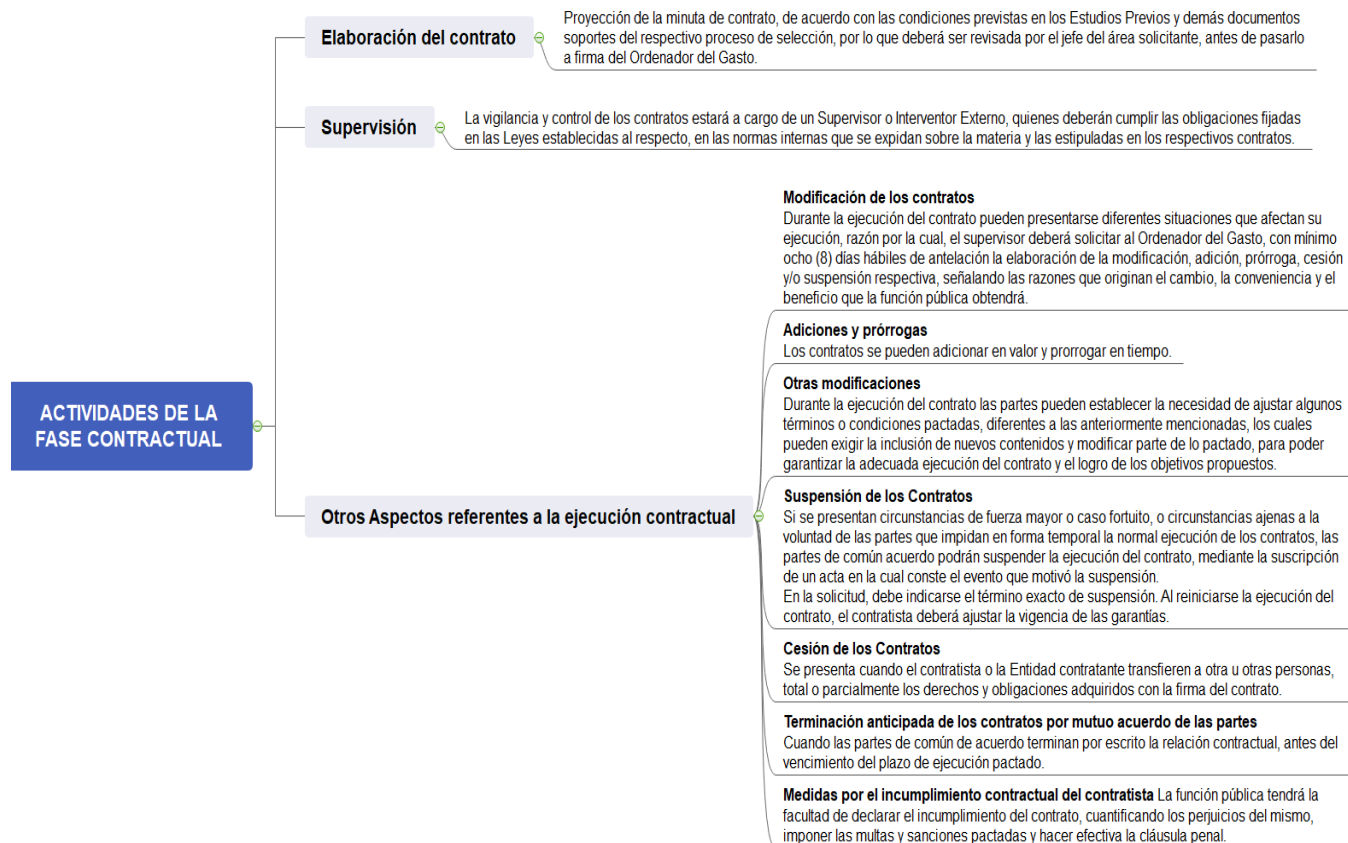 ACTIVIDADES DE LA
FASE CONTRACTUAL
Elaboración del contrato
Proyección de la minuta de contrato, de acuerdo con las condiciones previstas en los Estudios Previos y demás documentos
soportes del respectivo proceso de selección, por lo que deberá ser revisada por el jefe del área solicitante, antes de pasarlo
a firma del Ordenador del Gasto.
Supervisión
La vigilancia y control de los contratos estará a cargo de un Supervisor o Interventor Externo, quienes deberán cumplir las obligaciones fijadas
en las Leyes establecidas al respecto, en las normas internas que se expidan sobre la materia y las estipuladas en los respectivos contratos.
Otros Aspectos referentes a la ejecución contractual
Modificación de los contratos
Durante la ejecución del contrato pueden presentarse diferentes situaciones que afectan su
ejecución, razón por la cual, el supervisor deberá solicitar al Ordenador del Gasto, con mínimo
ocho (8) días hábiles de antelación la elaboración de la modificación, adición, prórroga, cesión
y/o suspensión respectiva, señalando las razones que originan el cambio, la conveniencia y el
beneficio que la función pública obtendrá.
Adiciones y prórrogas
Los contratos se pueden adicionar en valor y prorrogar en tiempo.
Otras modificaciones
Durante la ejecución del contrato las partes pueden establecer la necesidad de ajustar algunos
términos o condiciones pactadas, diferentes a las anteriormente mencionadas, los cuales
pueden exigir la inclusión de nuevos contenidos y modificar parte de lo pactado, para poder
garantizar la adecuada ejecución del contrato y el logro de los objetivos propuestos.
Suspensión de los Contratos
Si se presentan circunstancias de fuerza mayor o caso fortuito, o circunstancias ajenas a la
voluntad de las partes que impidan en forma temporal la normal ejecución de los contratos, las
partes de común acuerdo podrán suspender la ejecución del contrato, mediante la suscripción
de un acta en la cual conste el evento que motivó la suspensión.
En la solicitud, debe indicarse el término exacto de suspensión. Al reiniciarse la ejecución del
contrato, el contratista deberá ajustar la vigencia de las garantías.
Cesión de los Contratos
Se presenta cuando el contratista o la Entidad contratante transfieren a otra u otras personas,
total o parcialmente los derechos y obligaciones adquiridos con la firma del contrato.
Terminación anticipada de los contratos por mutuo acuerdo de las partes
Cuando las partes de común de acuerdo terminan por escrito la relación contractual, antes del
vencimiento del plazo de ejecución pactado.
Medidas por el incumplimiento contractual del contratista La función pública tendrá la
facultad de declarar el incumplimiento del contrato, cuantificando los perjuicios del mismo,
imponer las multas y sanciones pactadas y hacer efectiva la cláusula penal.